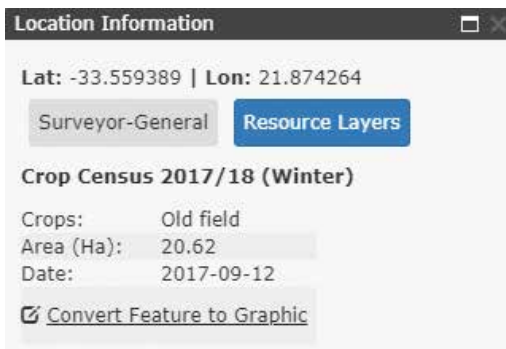 Location Information
Lat: -33.559389 | Lon: 21.874264
Surveyor-General Resource Layers
Crop Census 2017/18 (Winter)
Crops: Old field
Area (Ha): 20.62
Date: 2017-09-12
Convert Feature to Graphic